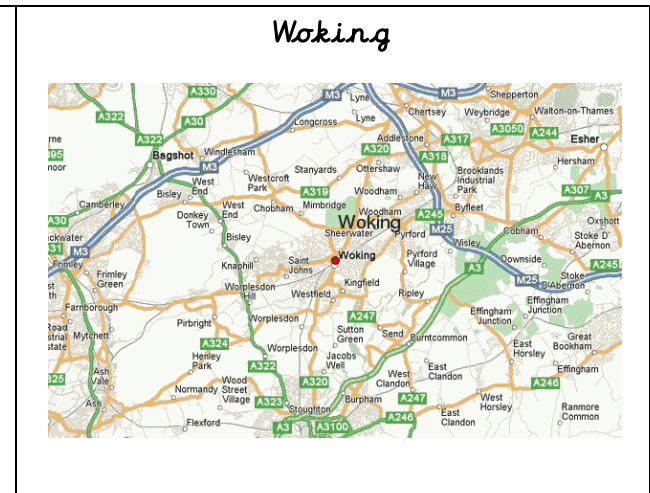 Woking
A330
Shepperton
M3
Lyne
M3
A322
Chertsey
Weybridge
Walton-on-Thames
A30
Longcross
Lyne
A3050
A244
A322
Addlestone
A317
Esher
A320
A318
Bagshot
Windlesham
Hersham
M3
Stanyards
Ottershaw
Brooklands
Industrial
Park
West
End
Westcroft
Park
New
Haw
A319
Woodham
A307
A3
Bisley
Camberley
West
End
Chobham
Mimbridge
Woodham
Byfleet
Donkey
Town
A245
Oxshott
A30
Woking
Sheerwater
Pyrford
M25
Cobham
Stoke D'
Abernon
Bisley
Wisley
M3
Woking
Downside
Knaphill
Saint
Johns
Pyrford
Village
A3
A245
Frimley
Frimley
Green
M25
Stoke
D'Abernon
Kingfield
Worplesdon
Hill
Westfield
Ripley
Effingham
Junction
Farnborough
Effingham
Junction
A247
Pirbright
Worplesdon
Mytchett
Sutton
Green
Send
Burntcommon
A324
East
Horsley
Great
Bookham
Worplesdon
Henley
Park
Jacobs
Well
A322
East
Clandon
Effingham
Ash
Vale
West
Clandon
A320
A246
Normandy
Wood
Street
Village
Burpham
A247
West
Horsley
Ash
A323
Stoughton
A246
East
Clandon
Ranmore
Common
Flexford
A3
A3100